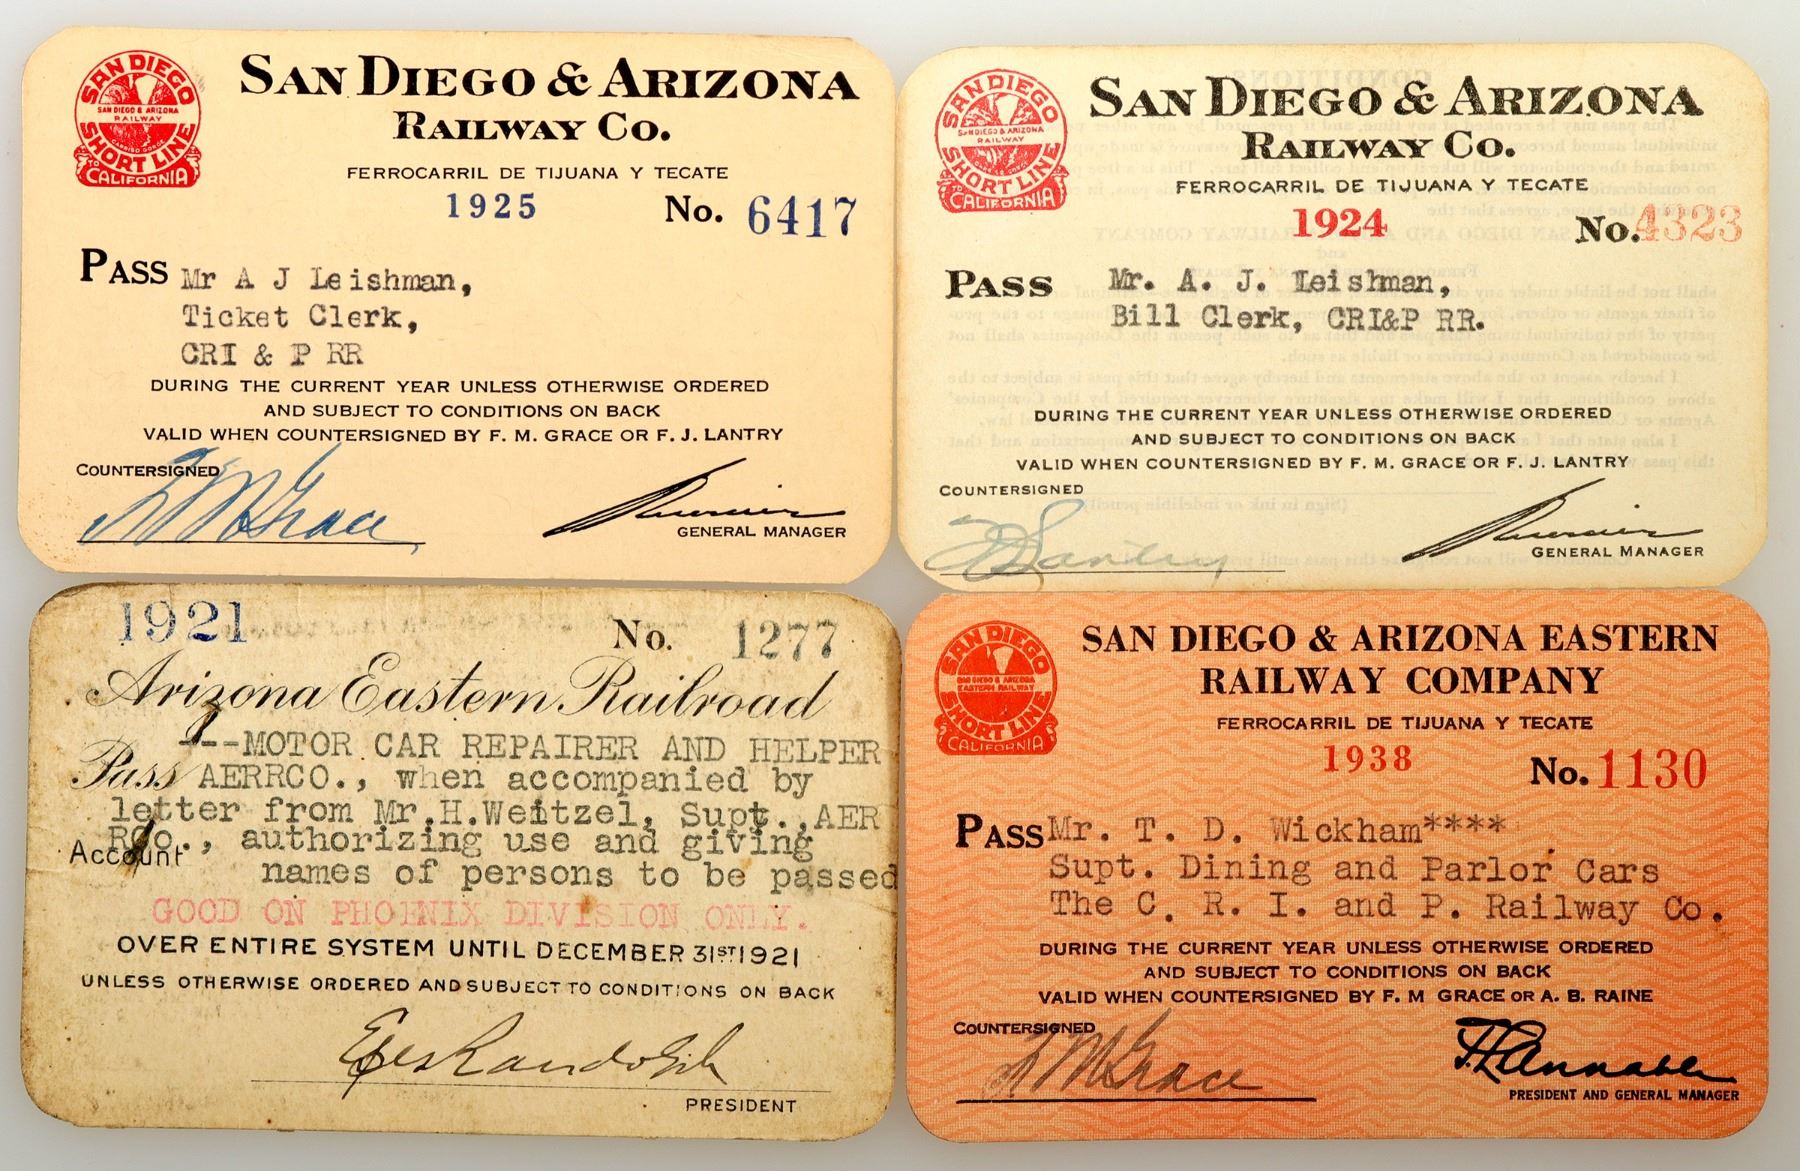 SAN DIEGO
SAN DIEGO & ARIZONA
RAILWAY
CARRISO GORGE
SHORT LINE
TO
CALIFORNIA
SAN DIEGO & ARIZONA
RAILWAY CO.
FERROCARRIL DE TIJUANA Y TECATE
1925
No. 6417
PASS Mr A J Leishman,
Ticket Clerk,
CRI & P RR
DURING THE CURRENT YEAR UNLESS OTHERWISE ORDERED
AND SUBJECT TO CONDITIONS ON BACK
VALID WHEN COUNTERSIGNED BY F. M. GRACE OR F. J. LANTRY
COUNTERSIGNED
F M Grace
GENERAL MANAGER
SAN DIEGO
SAN DIEGO & ARIZONA
RAILWAY
SHORT LINE
TO
CALIFORNIA
SAN DIEGO & ARIZONA
RAILWAY CO.
FERROCARRIL DE TIJUANA Y TECATE
1924
No. 4323
PASS Mr. A. J. Leishman,
Bill Clerk, CRI&P RR.
DURING THE CURRENT YEAR UNLESS OTHERWISE ORDERED
AND SUBJECT TO CONDITIONS ON BACK
VALID WHEN COUNTERSIGNED BY F. M. GRACE OR F. J. LANTRY
COUNTERSIGNED
F J Lantry
GENERAL MANAGER
1921
No. 1277
Arizona Eastern Railroad
Pass ---MOTOR CAR REPAIRER AND HELPER
AERRCO., when accompanied by
letter from Mr.H.Weitzel, Supt.,AER
RCo., authorizing use and giving
Account names of persons to be passed
GOOD ON PHOENIX DIVISION ONLY.
OVER ENTIRE SYSTEM UNTIL DECEMBER 31ST 1921
UNLESS OTHERWISE ORDERED AND SUBJECT TO CONDITIONS ON BACK
Epes Randolph
PRESIDENT
SAN DIEGO
SAN DIEGO & ARIZONA
EASTERN RAILWAY
SHORT LINE
TO
CALIFORNIA
SAN DIEGO & ARIZONA EASTERN
RAILWAY COMPANY
FERROCARRIL DE TIJUANA Y TECATE
1938
No. 1130
PASS Mr. T. D. Wickham****
Supt. Dining and Parlor Cars
The C. R. I. and P. Railway Co.
DURING THE CURRENT YEAR UNLESS OTHERWISE ORDERED
AND SUBJECT TO CONDITIONS ON BACK
VALID WHEN COUNTERSIGNED BY F. M GRACE OR A. B. RAINE
COUNTERSIGNED
F M Grace
F. L. Annable
PRESIDENT AND GENERAL MANAGER